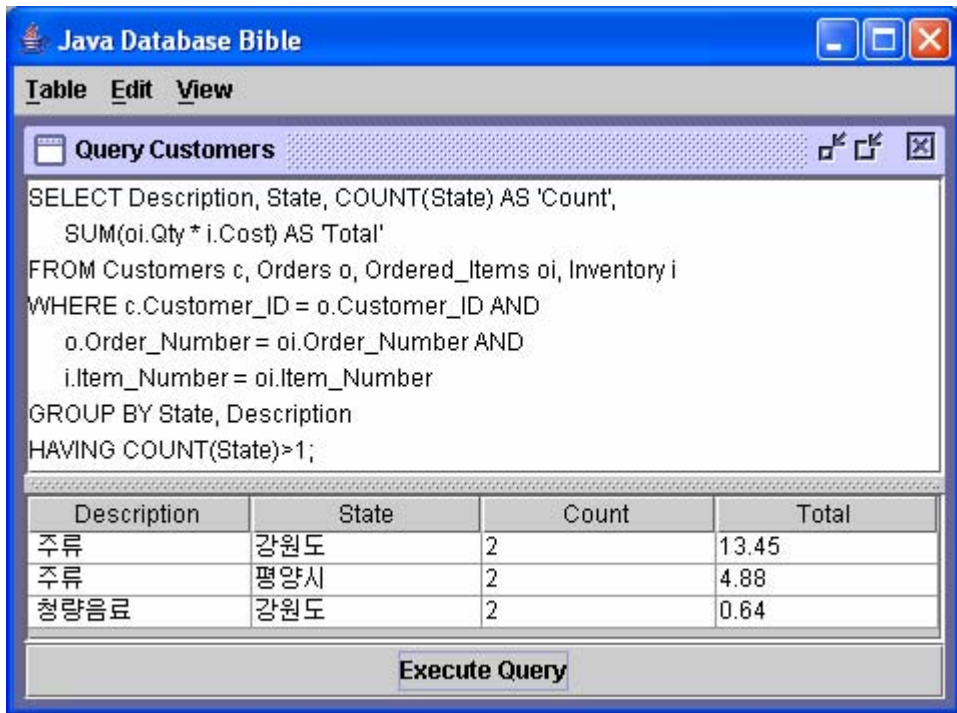 Java Database Bible
Table Edit View
Query Customers
SELECT Description, State, COUNT(State) AS 'Count',
SUM(oi.Qty * i.Cost) AS 'Total'
FROM Customers c, Orders o, Ordered_Items oi, Inventory i
WHERE c.Customer_ID = o.Customer_ID AND
o.Order_Number = oi.Order_Number AND
i.Item_Number = oi.Item_Number
GROUP BY State, Description
HAVING COUNT(State)>1;
Description State Count Total
주류 강원도 2 13.45
주류 평양시 2 4.88
청량음료 강원도 2 0.64
Execute Query